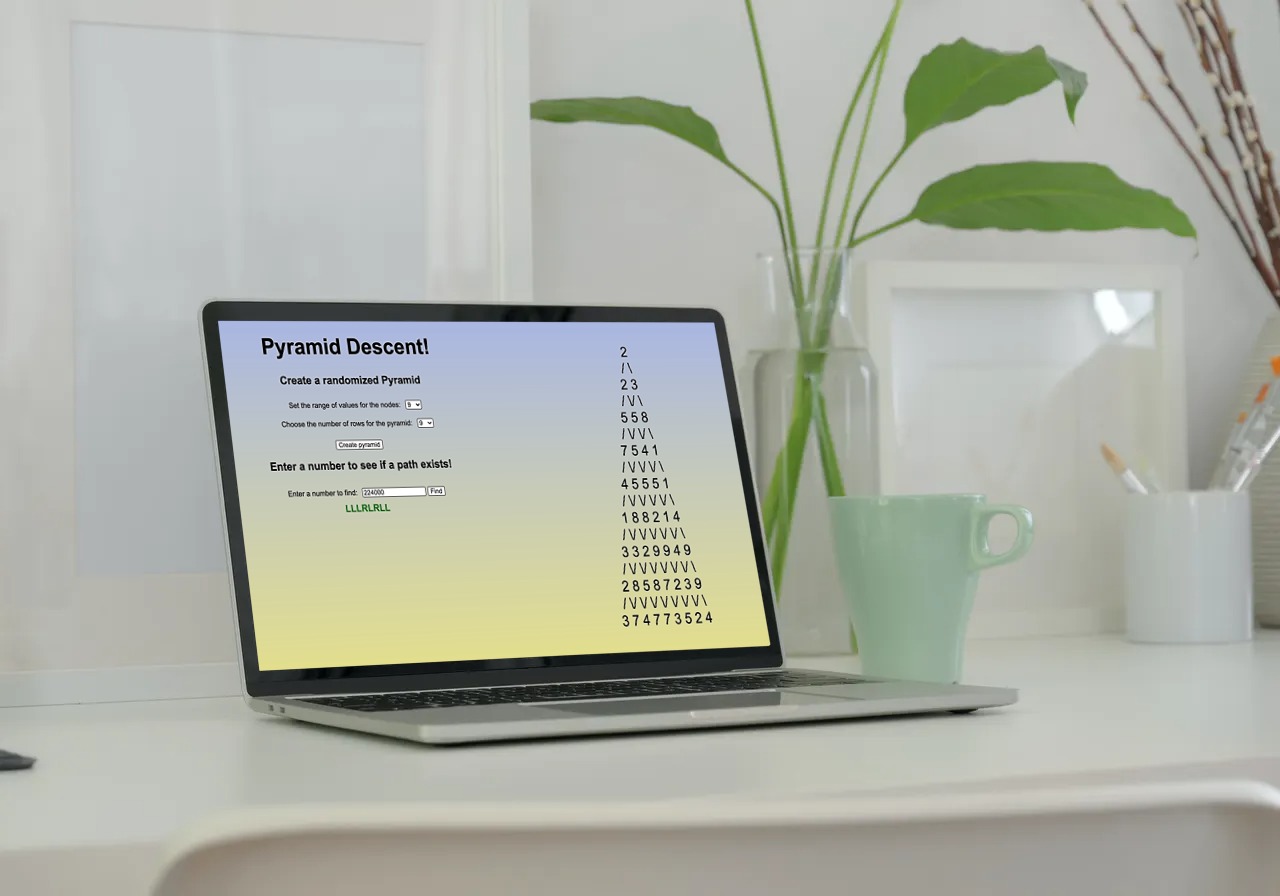 Pyramid Descent!
Create a randomized Pyramid
Set the range of values for the nodes: 9
Choose the number of rows for the pyramid: 9
Create pyramid
Enter a number to see if a path exists!
Enter a number to find: 224000 Find
LLLRLRLL
2
/\
2 3
/\/\
5 5 8
/\/\/\
7 5 4 1
/\/\/\/\
4 5 5 5 1
/\/\/\/\/\
1 8 8 2 1 4
/\/\/\/\/\/\
3 3 2 9 9 4 9
/\/\/\/\/\/\/\
2 8 5 8 7 2 3 9
/\/\/\/\/\/\/\/\
3 7 4 7 7 3 5 2 4